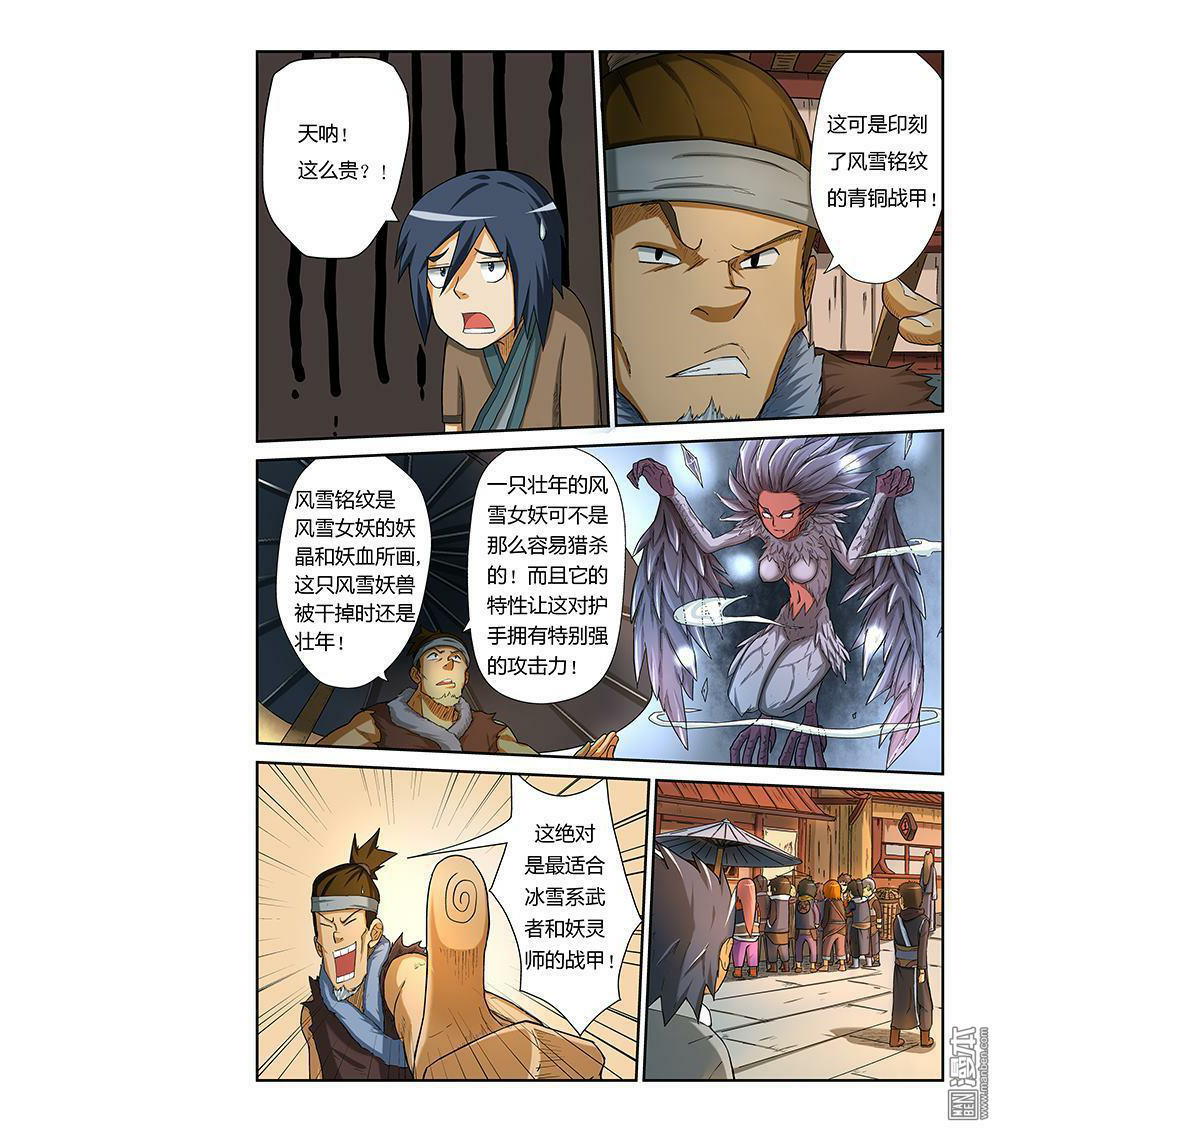 天呐！
这么贵？！
这可是印刻
了风雪铭纹
的青铜战甲！
风雪铭纹是
风雪女妖的妖
晶和妖血所画,
这只风雪妖兽
被干掉时还是
壮年！
一只壮年的风
雪女妖可不是
那么容易猎杀
的！而且它的
特性让这对护
手拥有特别强
的攻击力！
这绝对
是最适合
冰雪系武
者和妖灵
师的战甲！
MAN
BEN
漫本
www.manben.com